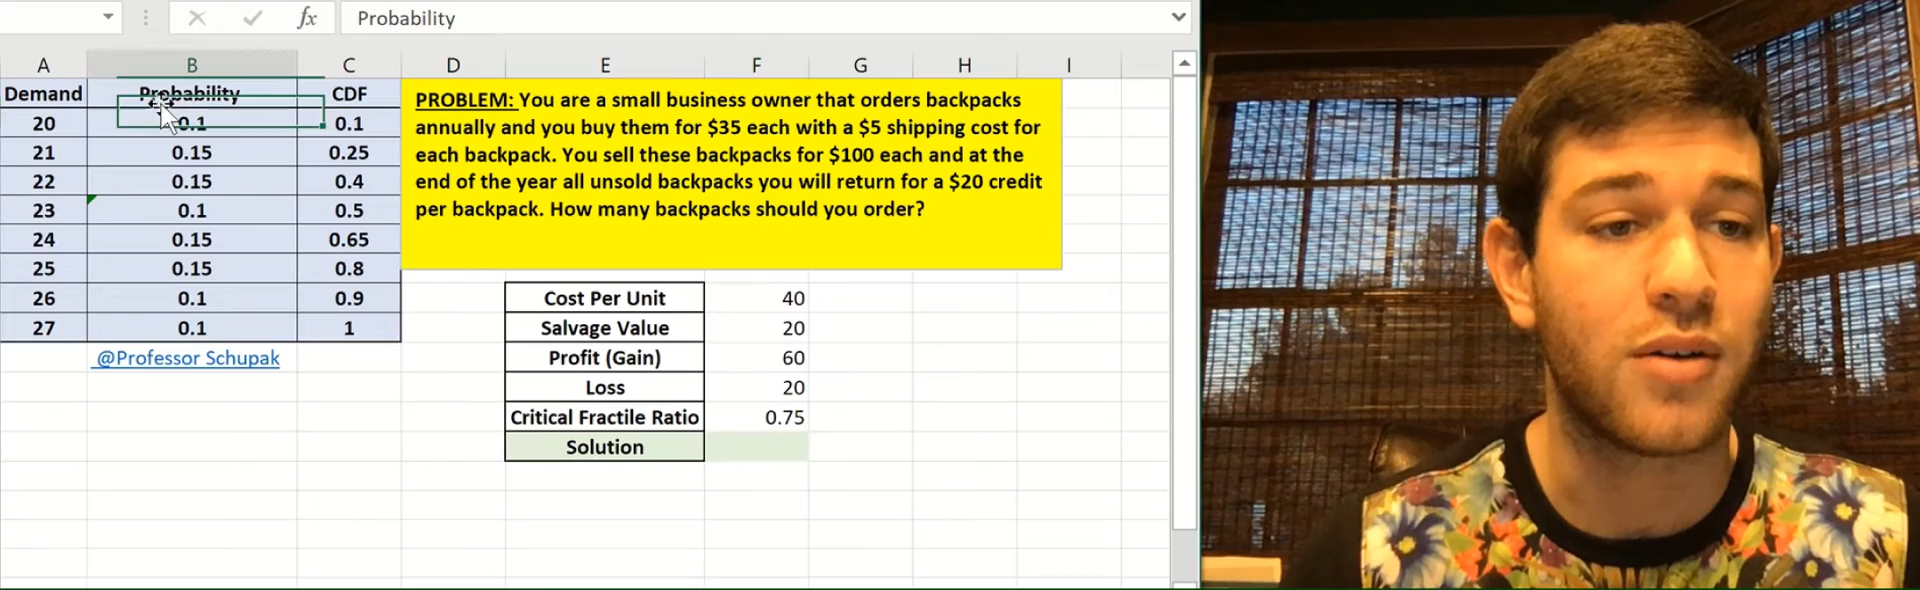 fx Probability
A B C D E F G H I
Demand Probability CDF
20 0.1 0.1
21 0.15 0.25
22 0.15 0.4
23 0.1 0.5
24 0.15 0.65
25 0.15 0.8
26 0.1 0.9
27 0.1 1
@Professor Schupak
PROBLEM: You are a small business owner that orders backpacks
annually and you buy them for $35 each with a $5 shipping cost for
each backpack. You sell these backpacks for $100 each and at the
end of the year all unsold backpacks you will return for a $20 credit
per backpack. How many backpacks should you order?
Cost Per Unit 40
Salvage Value 20
Profit (Gain) 60
Loss 20
Critical Fractile Ratio 0.75
Solution